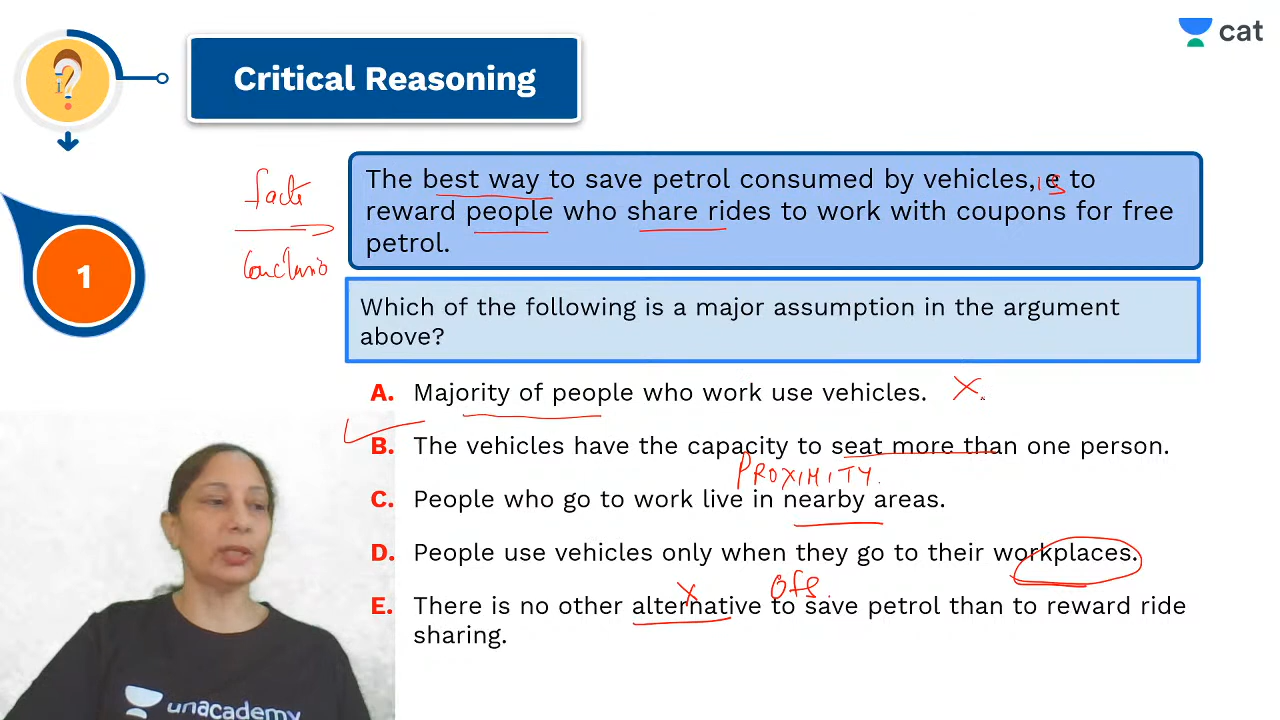 cat
Critical Reasoning
facts
conclusio
1
The best way to save petrol consumed by vehicles, is to
reward people who share rides to work with coupons for free
petrol.
Which of the following is a major assumption in the argument
above?
A. Majority of people who work use vehicles. X
B. The vehicles have the capacity to seat more than one person.
PROXIMITY.
C. People who go to work live in nearby areas.
D. People use vehicles only when they go to their workplaces.
X
E. There is no other alternative to save petrol than to reward ride
sharing.
unacademy